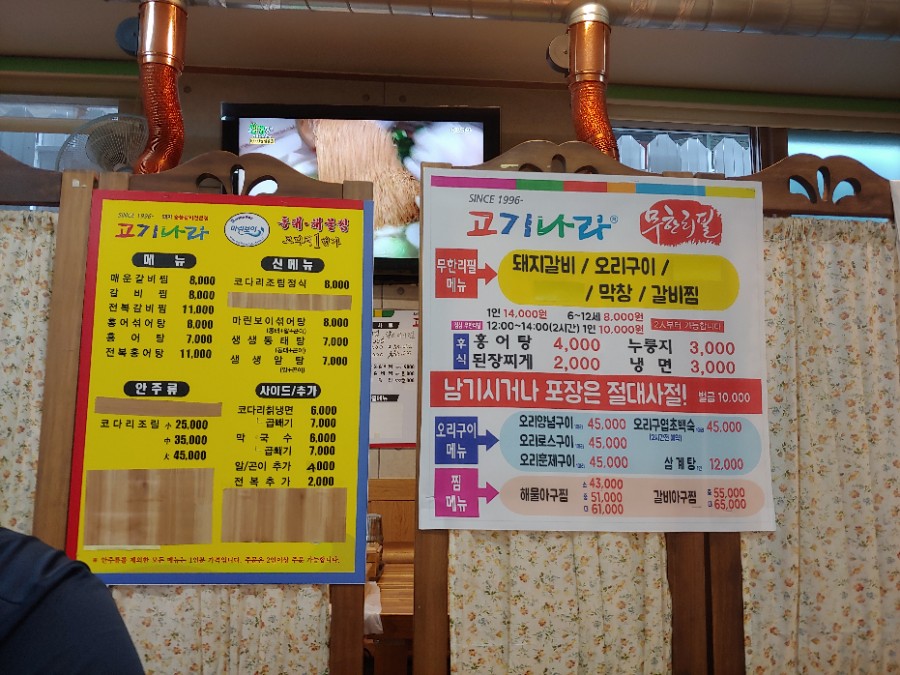 SINCE 1996-
고기나라
마린보이
메뉴
매운갈비찜 8,000
갈비찜 8,000
전복갈비찜 11,000
홍어섞어탕 8,000
홍어탕 7,000
전복홍어탕 11,000
신메뉴
코다리조림정식 8,000
마린보이섞어탕 8,000
생생동태탕 7,000
생생알탕 7,000
안주류
코다리조림 小 25,000
中 35,000
大 45,000
사이드/추가
코다리칡냉면 6,000
└ 곱빼기 7,000
막국수 6,000
└ 곱빼기 7,000
알/곤이 추가 4,000
전복추가 2,000
SINCE 1996-
고기나라®
무한리필
무한리필 메뉴
돼지갈비 / 오리구이 /
/ 막창 / 갈비찜
1인 14,000원 6~12세 8,000원
12:00~14:00(2시간) 1인 10,000원 2人부터 가능합니다
후식
홍어탕 4,000 누룽지 3,000
된장찌게 2,000 냉면 3,000
남기시거나 포장은 절대사절! 벌금 10,000
오리구이 메뉴
오리양념구이 45,000 오리구엄초백숙 45,000
오리로스구이 45,000
오리훈제구이 45,000 삼계탕 12,000
찜 메뉴
해물아구찜 소 43,000
중 51,000
대 61,000
갈비아구찜 중 55,000
대 65,000